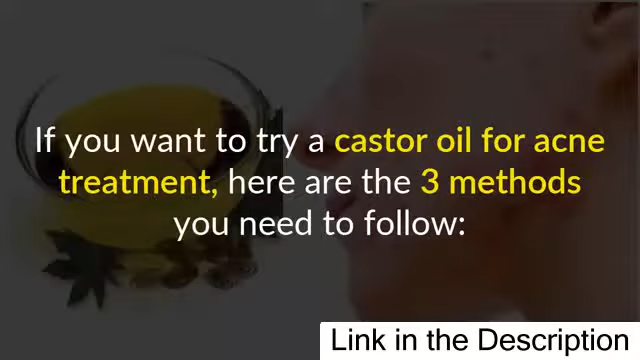 If you want to try a castor oil for acne
treatment, here are the 3 methods
you need to follow:
Link in the Description